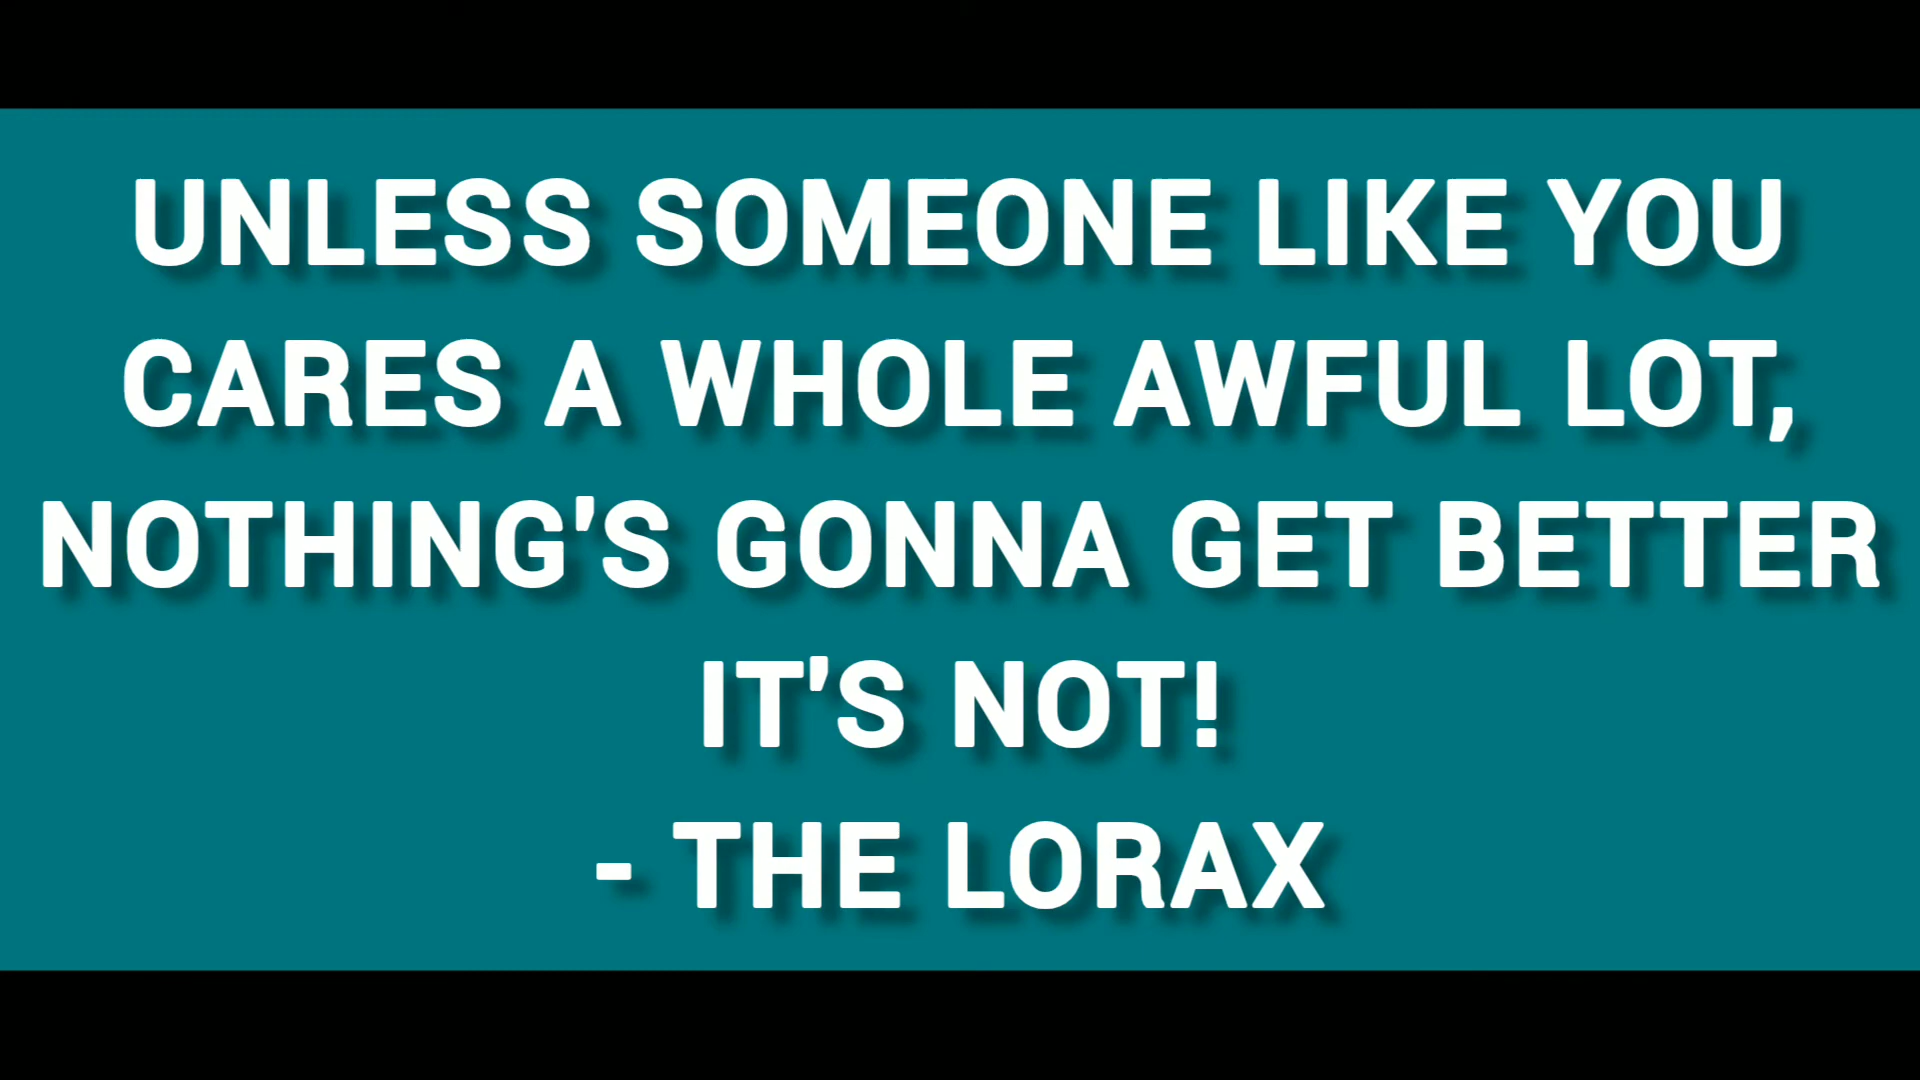 UNLESS SOMEONE LIKE YOU
CARES A WHOLE AWFUL LOT,
NOTHING'S GONNA GET BETTER
IT'S NOT!
- THE LORAX